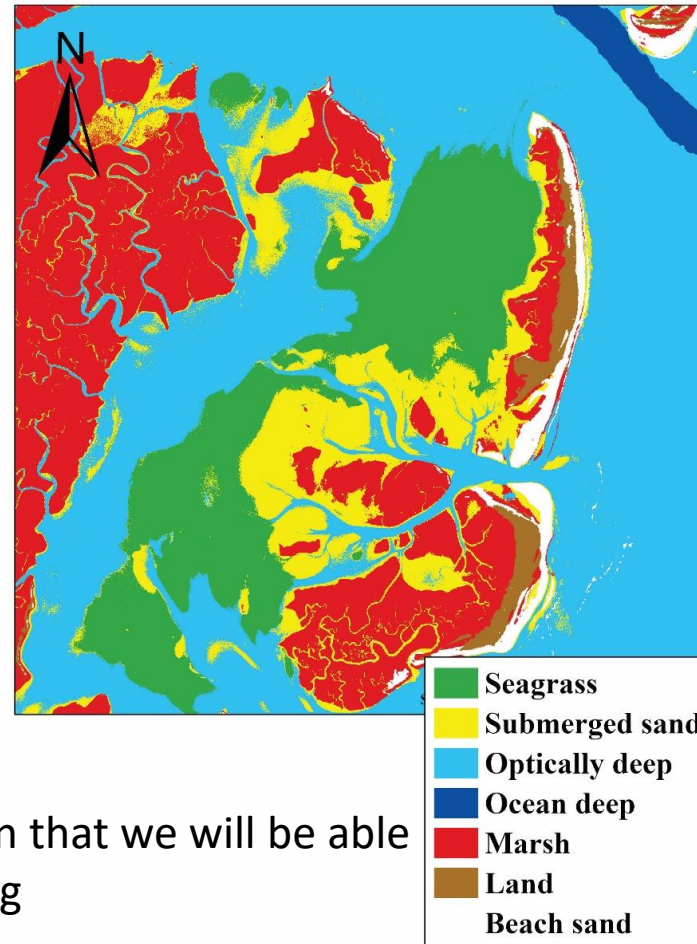 N
Seagrass
Submerged sand
Optically deep
Ocean deep
Marsh
Land
Beach sand
that we will be able